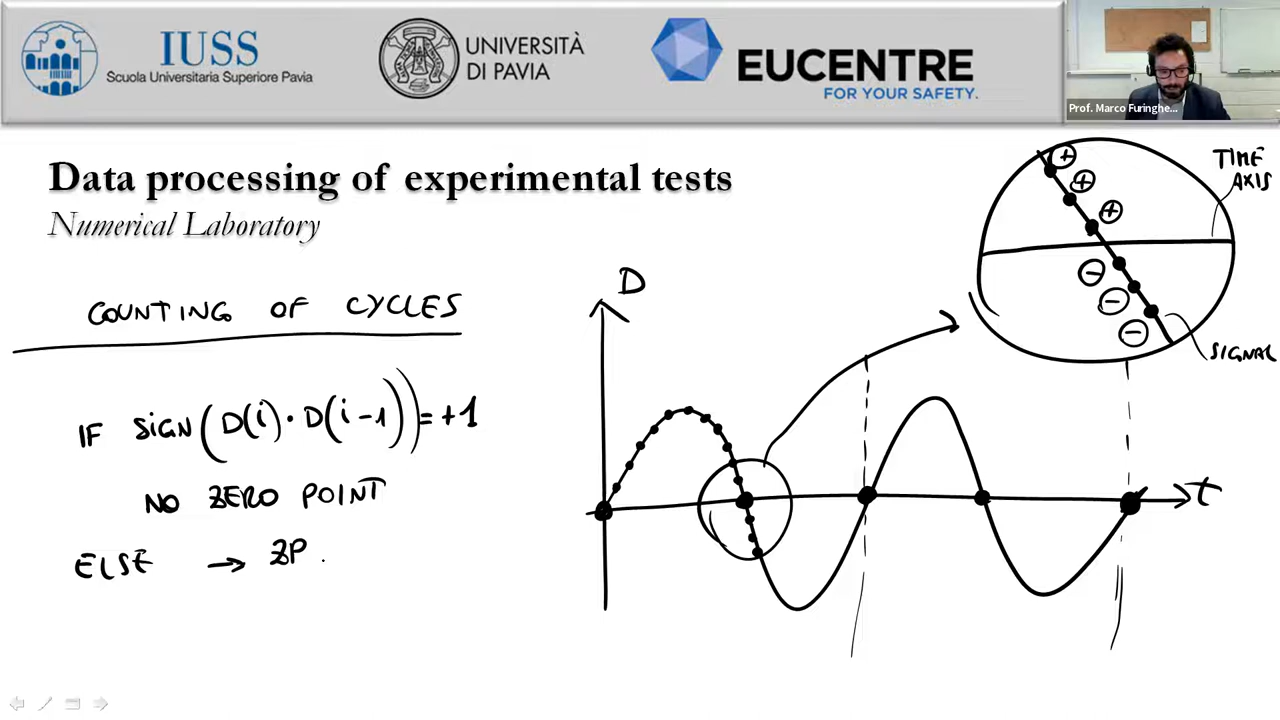 IUSS
Scuola Universitaria Superiore Pavia
UNIVERSITÀ
DI PAVIA
EUCENTRE
FOR YOUR SAFETY.
Prof. Marco Furinghe...
Data processing of experimental tests
Numerical Laboratory
COUNTING OF CYCLES
IF SIGN(D(i)·D(i-1))=+1
NO ZERO POINT
ELSE → ZP.
D
t
+
+
+
-
-
-
TIME
AXIS
SIGNAL